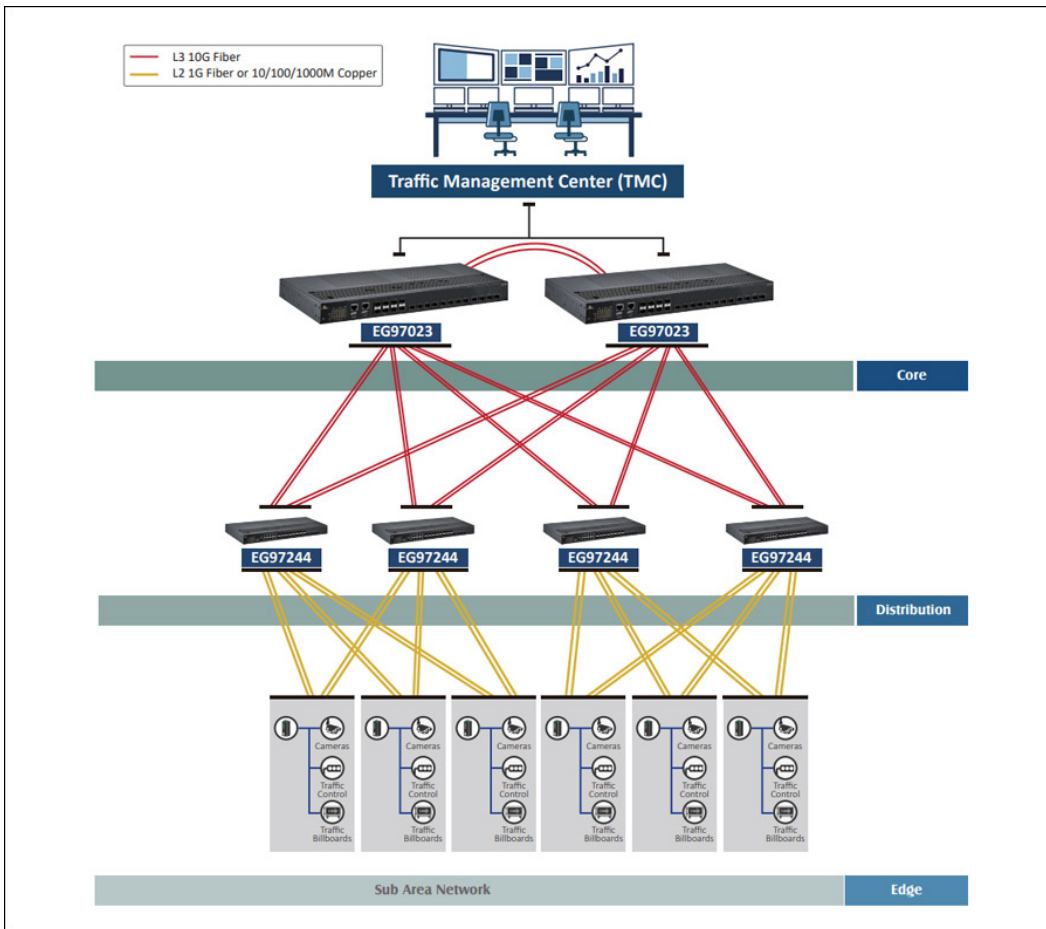 L3 10G Fiber
L2 1G Fiber or 10/100/1000M Copper
Traffic Management Center (TMC)
EG97023
EG97023
Core
EG97244
EG97244
EG97244
EG97244
Distribution
Cameras
Traffic
Control
Traffic
Billboards
Cameras
Traffic
Control
Traffic
Billboards
Cameras
Traffic
Control
Traffic
Billboards
Cameras
Traffic
Control
Traffic
Billboards
Cameras
Traffic
Control
Traffic
Billboards
Cameras
Traffic
Control
Traffic
Billboards
Sub Area Network
Edge